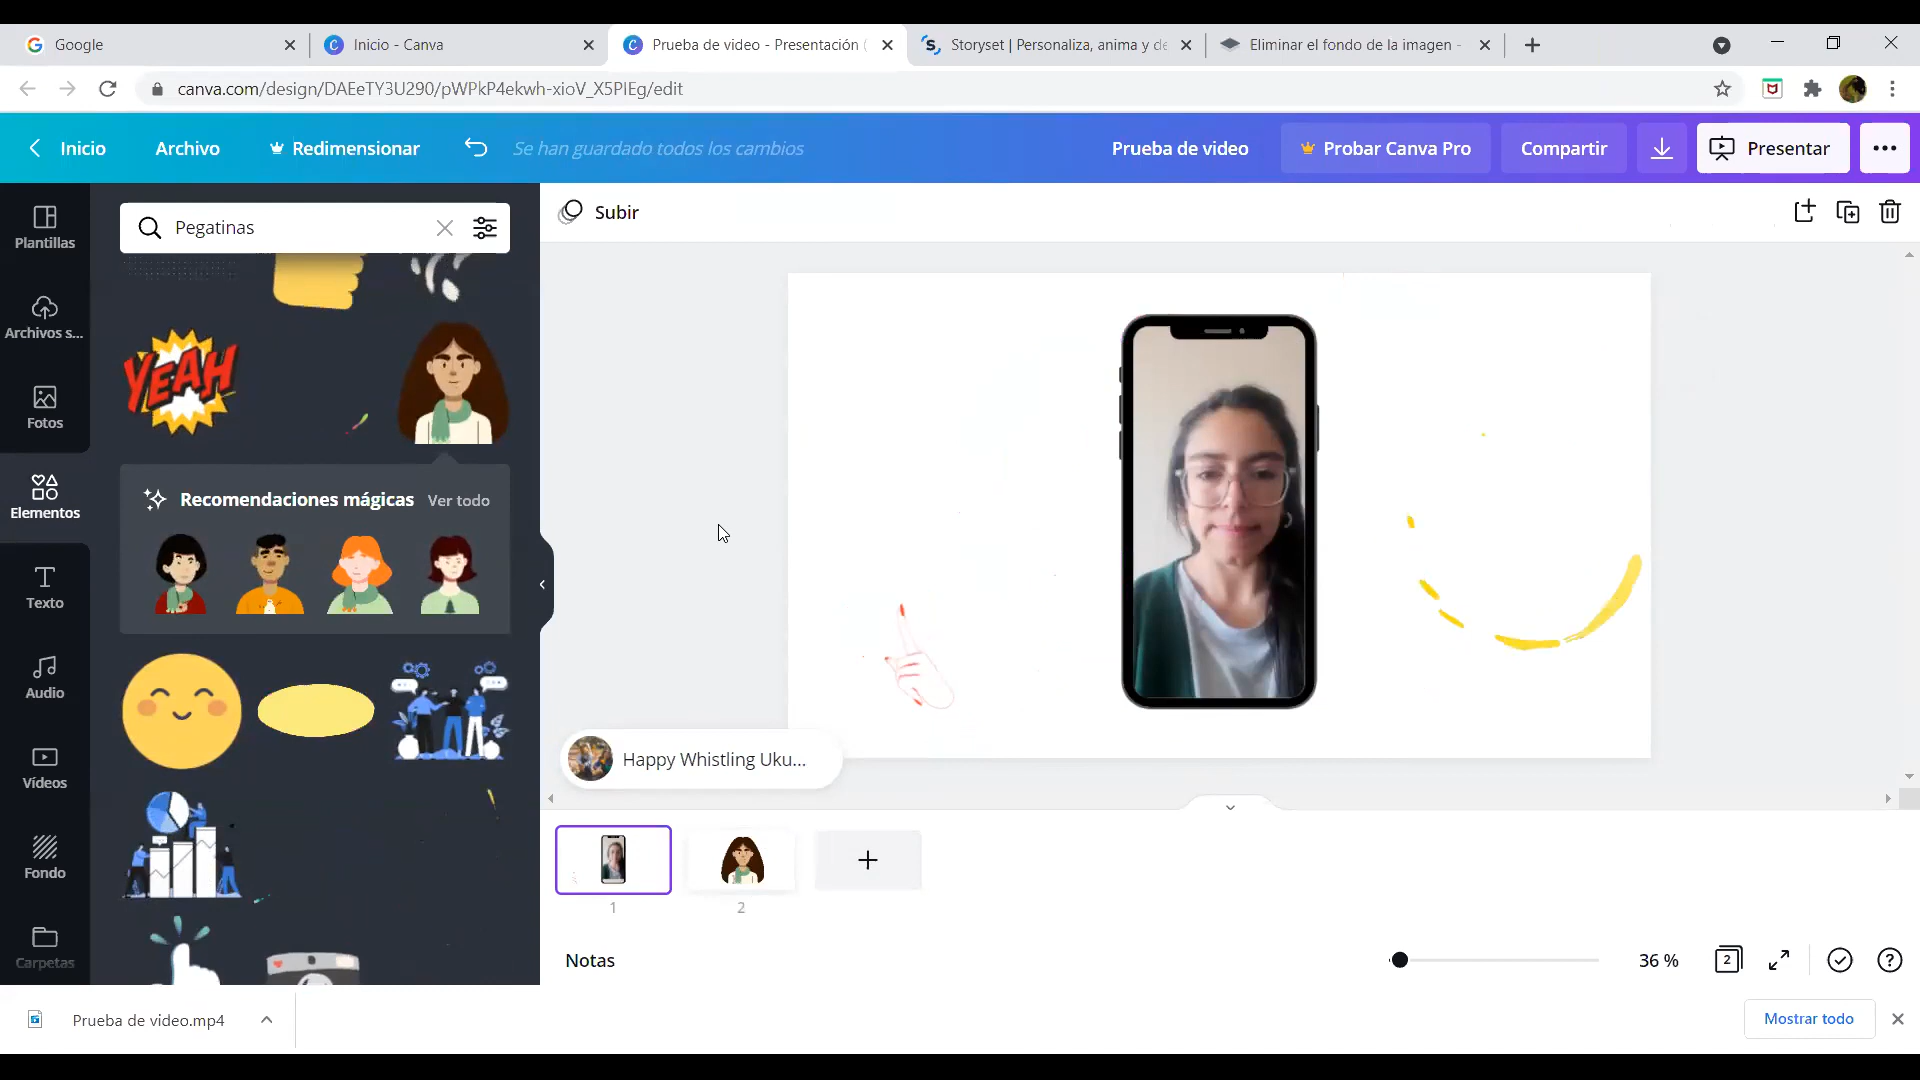 Google
Inicio - Canva
Prueba de video - Presentación (
Storyset | Personaliza, anima y de
Eliminar el fondo de la imagen -
canva.com/design/DAEeTY3U290/pWPkP4ekwh-xioV_X5PlEg/edit
Inicio
Archivo
Redimensionar
Se han guardado todos los cambios
Prueba de video
Probar Canva Pro
Compartir
Presentar
Plantillas
Archivos s...
Fotos
Elementos
Texto
Audio
Vídeos
Fondo
Carpetas
Pegatinas
YEAH
Recomendaciones mágicas
Ver todo
Subir
Happy Whistling Uku...
1
2
Notas
36 %
2
Prueba de video.mp4
Mostrar todo